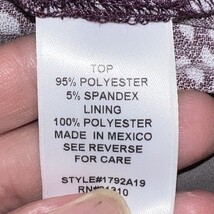 TOP
95% POLYESTER
5% SPANDEX
LINING
100% POLYESTER
MADE IN MEXICO
SEE REVERSE
FOR CARE
STYLE#1792A19